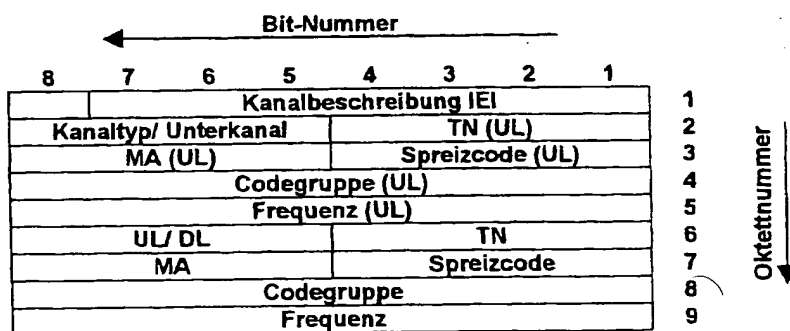 Bit-Nummer
8 7 6 5 4 3 2 1
Kanalbeschreibung IEI 1
Kanaltyp/ Unterkanal TN (UL) 2
MA (UL) Spreizcode (UL) 3
Codegruppe (UL) 4
Frequenz (UL) 5
UL/ DL TN 6
MA Spreizcode 7
Codegruppe 8
Frequenz 9
Oktettnummer